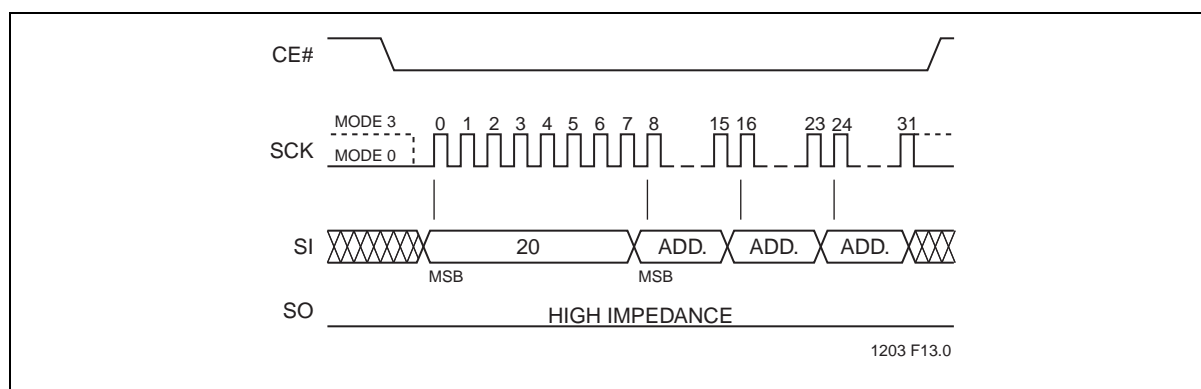 CE#
MODE 3 0 1 2 3 4 5 6 7 8 15 16 23 24 31
SCK
MODE 0
SI 20 ADD. ADD. ADD.
MSB MSB
SO HIGH IMPEDANCE
1203 F13.0